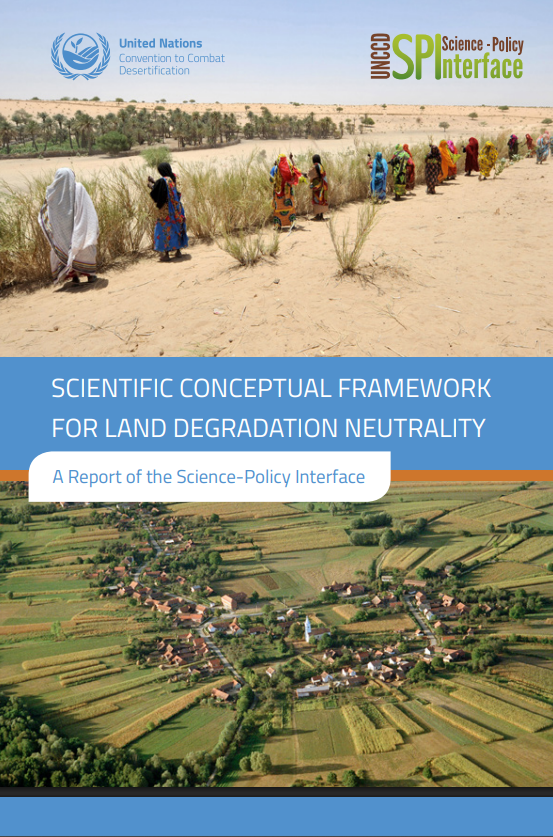 United Nations
Convention to Combat
Desertification
UNCCD
SPI
Science - Policy
Interface
SCIENTIFIC CONCEPTUAL FRAMEWORK
FOR LAND DEGRADATION NEUTRALITY
A Report of the Science-Policy Interface